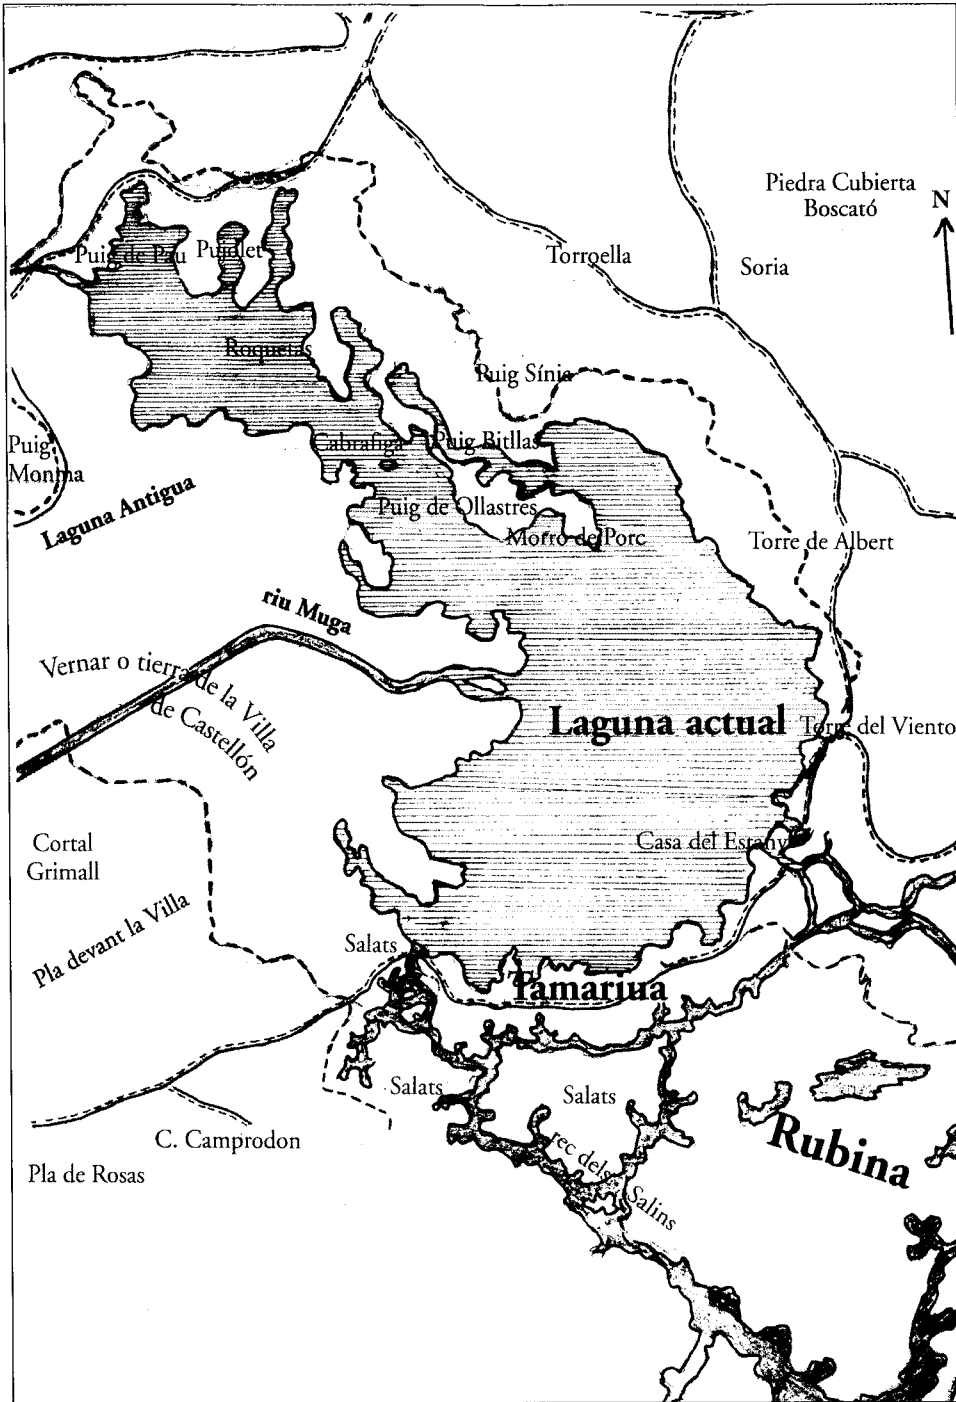 Piedra Cubierta
Boscató
N
Torroella
Soria
Puig de Pau
Pujolet
Roquetas
Puig Sínia
Cabrafiga
Puig Bitllas
Puig
Monma
Laguna Antigua
Puig de Ollastres
Morro de Porc
Torre de Albert
riu Muga
Vernar o tierra de la Villa
de Castellón
Laguna actual
Torre del Viento
Cortal
Grimall
Casa del Estany
Pla devant la Villa
Salats
Tamariua
Salats
Salats
C. Camprodon
Rubina
Pla de Rosas
rec dels Salins